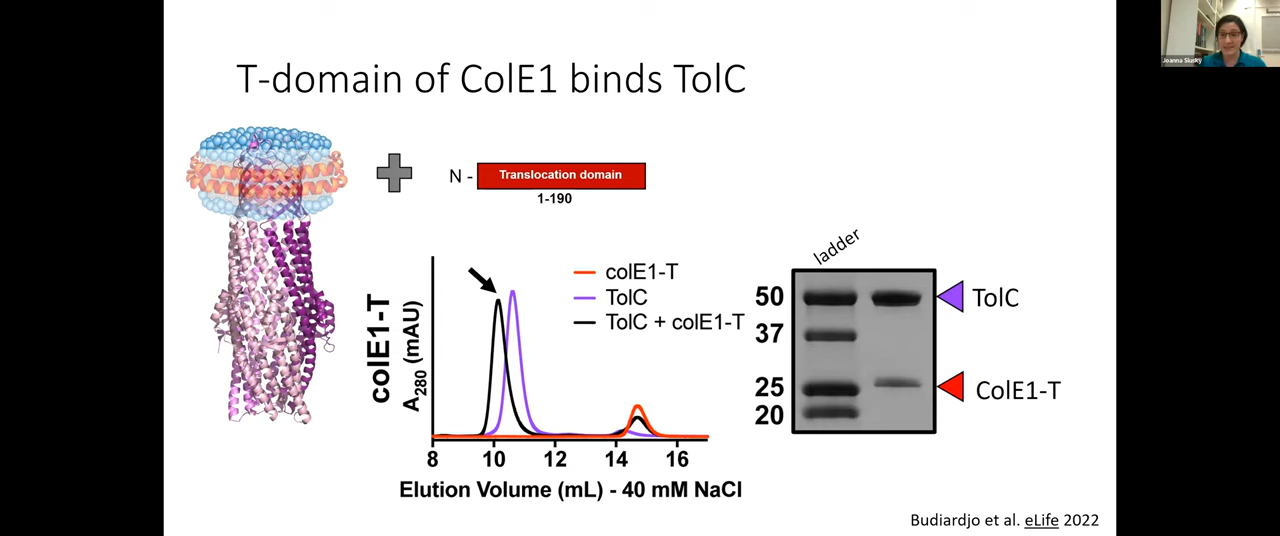 T-domain of ColE1 binds TolC
Joanna Slusky
N - Translocation domain
1-190
ladder
colE1-T
TolC
TolC + colE1-T
colE1-T
A280 (mAU)
8 10 12 14 16
Elution Volume (mL) - 40 mM NaCl
50
37
25
20
TolC
ColE1-T
Budiardjo et al. eLife 2022